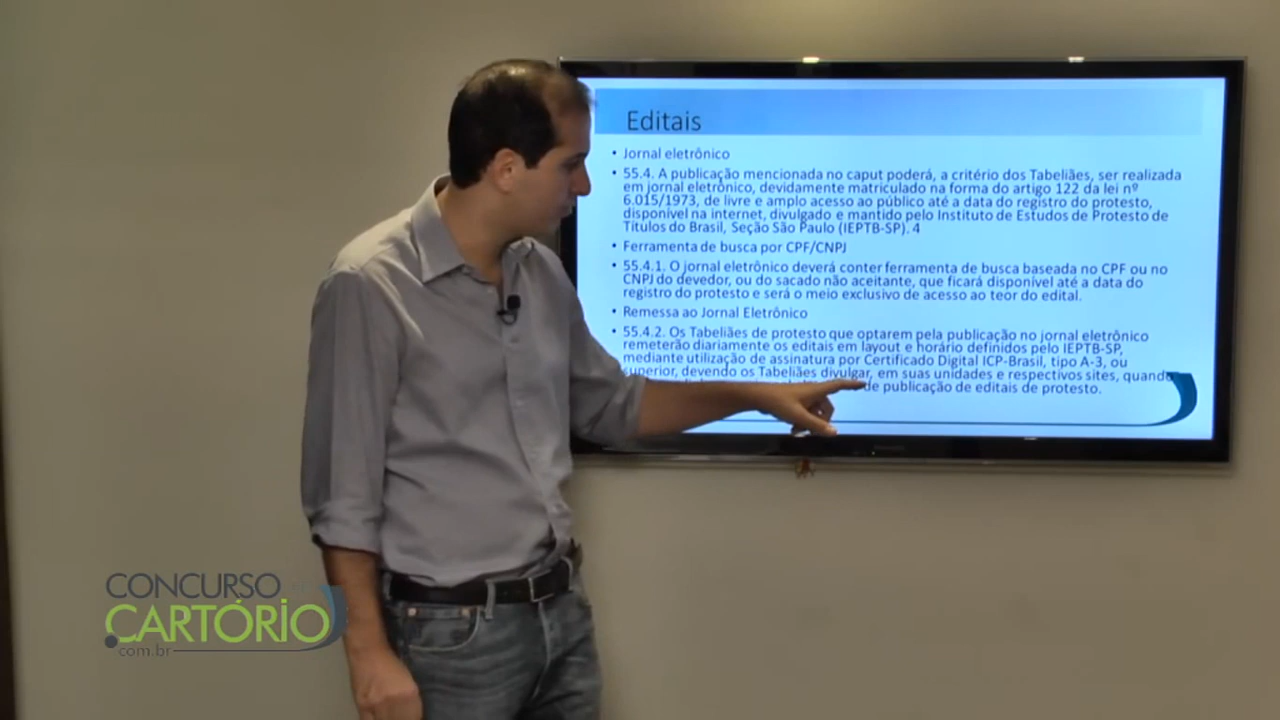 Editais
• Jornal eletrônico
• 55.4. A publicação mencionada no caput poderá, a critério dos Tabeliães, ser realizada
em jornal eletrônico, devidamente matriculado na forma do artigo 122 da lei nº
6.015/1973, de livre e amplo acesso ao público até a data do registro do protesto,
disponível na internet, divulgado e mantido pelo Instituto de Estudos de Protesto de
Títulos do Brasil, Seção São Paulo (IEPTB-SP). 4
• Ferramenta de busca por CPF/CNPJ
• 55.4.1. O jornal eletrônico deverá conter ferramenta de busca baseada no CPF ou no
CNPJ do devedor, ou do sacado não aceitante, que ficará disponível até a data do
registro do protesto e será o meio exclusivo de acesso ao teor do edital.
• Remessa ao Jornal Eletrônico
• 55.4.2. Os Tabeliães de protesto que optarem pela publicação no jornal eletrônico
remeterão diariamente os editais em layout e horário definidos pelo IEPTB-SP,
mediante utilização de assinatura por Certificado Digital ICP-Brasil, tipo A-3, ou
superior, devendo os Tabeliães divulgar, em suas unidades e respectivos sites, quando
de publicação de editais de protesto.
CONCURSO
CARTÓRIO
.com.br